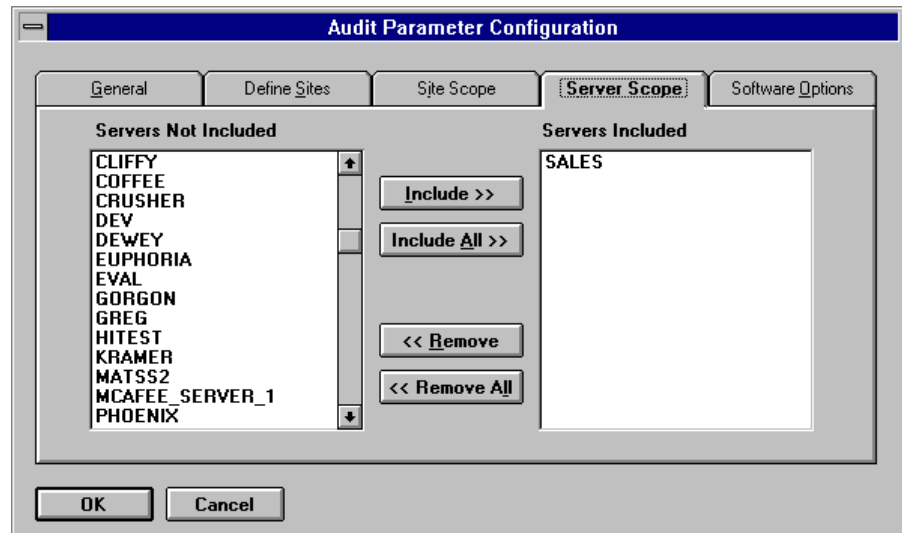 Audit Parameter Configuration
General Define Sites Site Scope Server Scope Software Options
Servers Not Included
CLIFFY
COFFEE
CRUSHER
DEV
DEWEY
EUPHORIA
EVAL
GORGON
GREG
HITEST
KRAMER
MATSS2
MCAFEE_SERVER_1
PHOENIX
Include >>
Include All >>
<< Remove
<< Remove All
Servers Included
SALES
OK Cancel